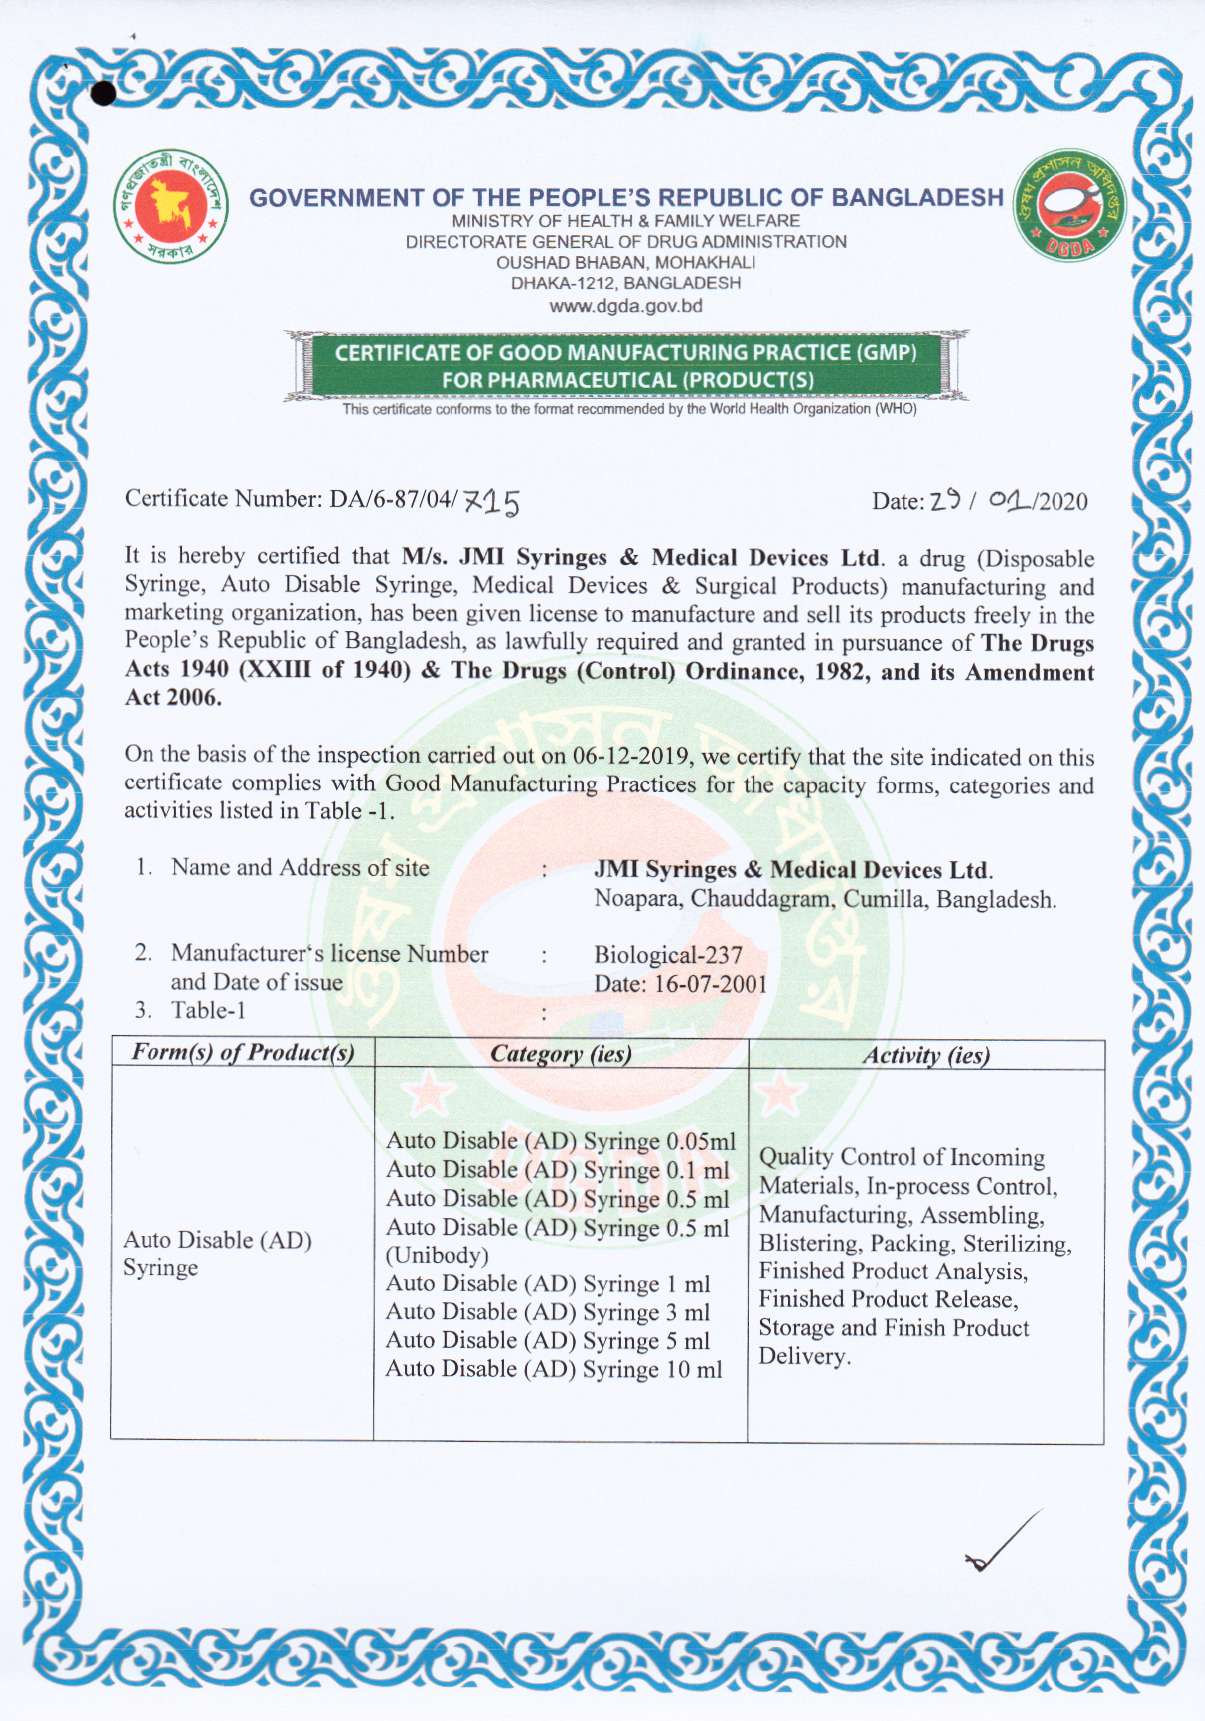 গণপ্রজাতন্ত্রী বাংলাদেশ
সরকার
ঔষধ প্রশাসন অধিদপ্তর
DGDA
GOVERNMENT OF THE PEOPLE'S REPUBLIC OF BANGLADESH
MINISTRY OF HEALTH & FAMILY WELFARE
DIRECTORATE GENERAL OF DRUG ADMINISTRATION
OUSHAD BHABAN, MOHAKHALI
DHAKA-1212, BANGLADESH
www.dgda.gov.bd
CERTIFICATE OF GOOD MANUFACTURING PRACTICE (GMP)
FOR PHARMACEUTICAL (PRODUCT(S)
This certificate conforms to the format recommended by the World Health Organization (WHO)
Certificate Number: DA/6-87/04/715
Date: 29 / 01/2020
It is hereby certified that M/s. JMI Syringes & Medical Devices Ltd. a drug (Disposable
Syringe, Auto Disable Syringe, Medical Devices & Surgical Products) manufacturing and
marketing organization, has been given license to manufacture and sell its products freely in the
People's Republic of Bangladesh, as lawfully required and granted in pursuance of The Drugs
Acts 1940 (XXIII of 1940) & The Drugs (Control) Ordinance, 1982, and its Amendment
Act 2006.
On the basis of the inspection carried out on 06-12-2019, we certify that the site indicated on this
certificate complies with Good Manufacturing Practices for the capacity forms, categories and
activities listed in Table -1.
1. Name and Address of site : JMI Syringes & Medical Devices Ltd.
Noapara, Chauddagram, Cumilla, Bangladesh.
2. Manufacturer‘s license Number : Biological-237
and Date of issue Date: 16-07-2001
3. Table-1 :
Form(s) of Product(s) Category (ies) Activity (ies)
Auto Disable (AD)
Syringe
Auto Disable (AD) Syringe 0.05ml
Auto Disable (AD) Syringe 0.1 ml
Auto Disable (AD) Syringe 0.5 ml
Auto Disable (AD) Syringe 0.5 ml
(Unibody)
Auto Disable (AD) Syringe 1 ml
Auto Disable (AD) Syringe 3 ml
Auto Disable (AD) Syringe 5 ml
Auto Disable (AD) Syringe 10 ml
Quality Control of Incoming
Materials, In-process Control,
Manufacturing, Assembling,
Blistering, Packing, Sterilizing,
Finished Product Analysis,
Finished Product Release,
Storage and Finish Product
Delivery.
ঔষধ প্রশাসন অধিদপ্তর
DGDA